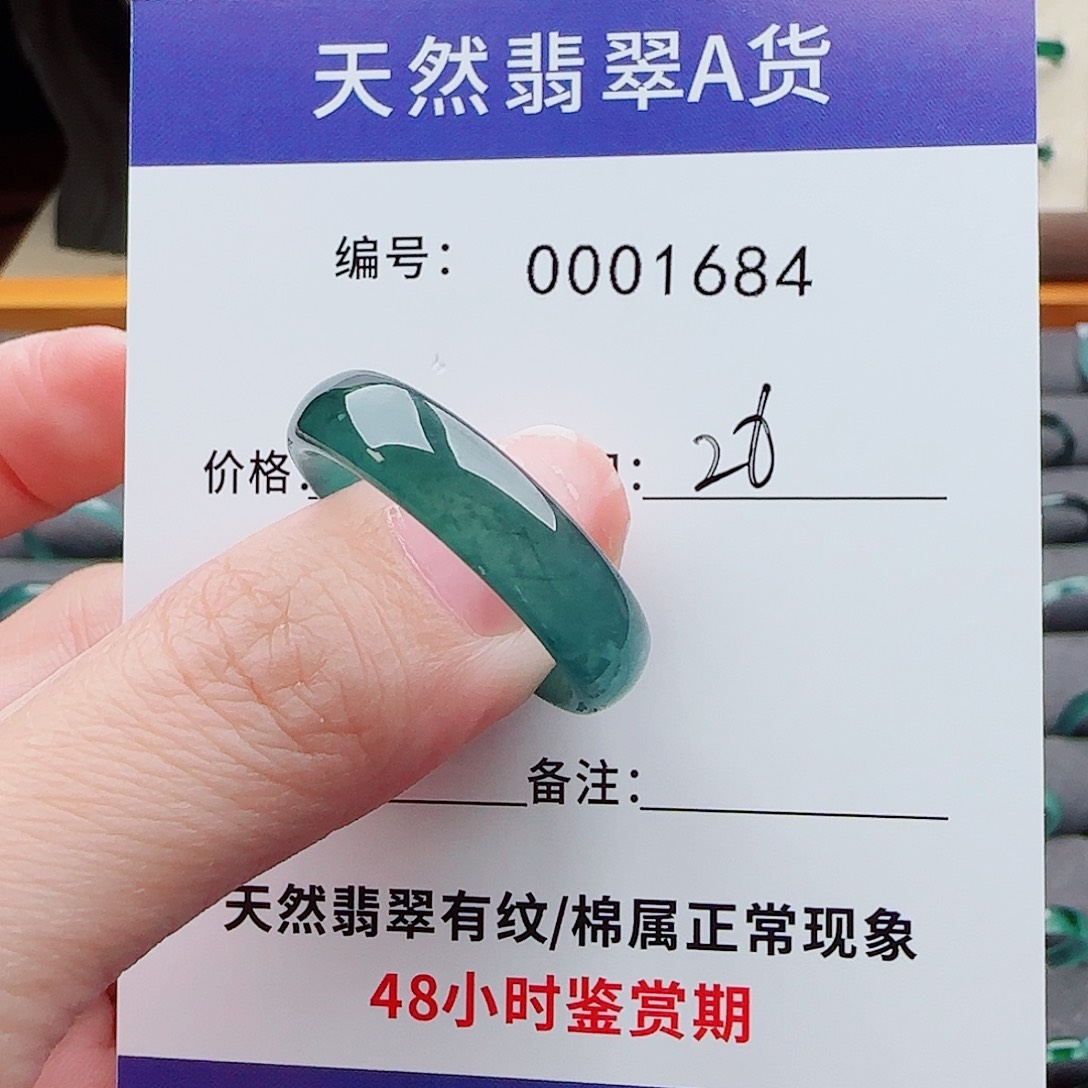 天然翡翠A货
编号： 0001684
价格：
备注：
天然翡翠有纹/棉属正常现象
48小时鉴赏期